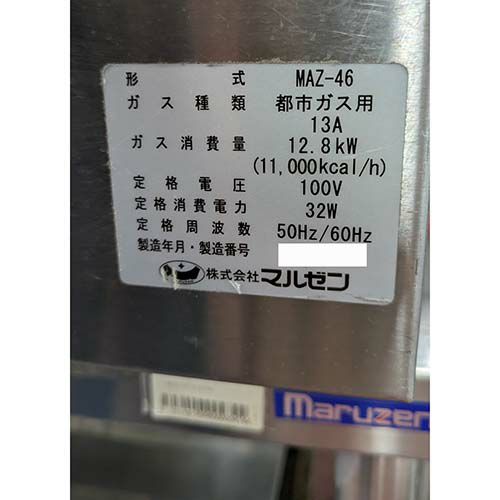 形式 MAZ-46
ガス種類 都市ガス用
13A
ガス消費量 12.8kW
(11,000kcal/h)
定格電圧 100V
定格消費電力 32W
定格周波数 50Hz/60Hz
製造年月・製造番号
株式会社マルゼン
maruzen